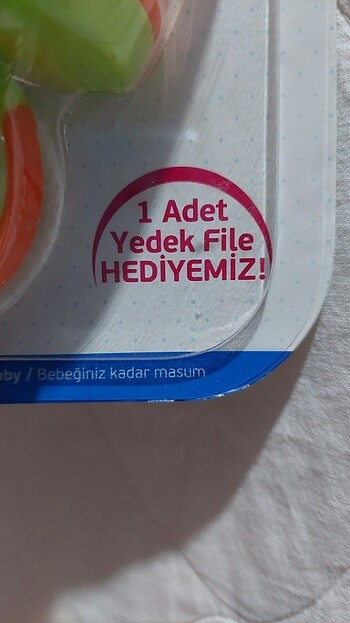 1 Adet
Yedek File
HEDİYEMİZ!
/ Bebeğiniz kadar masum